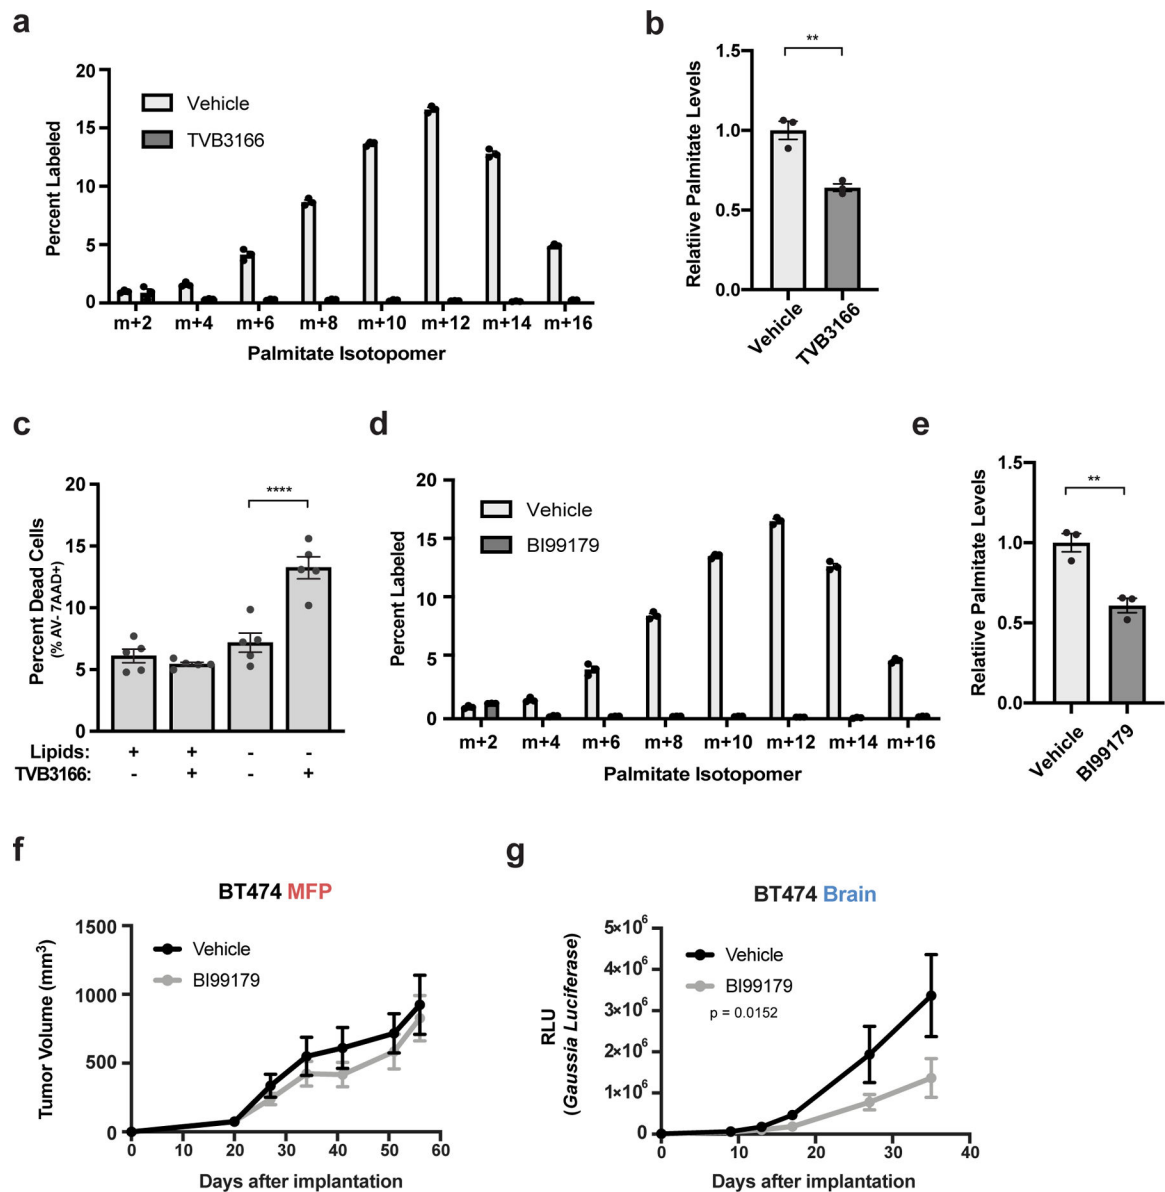 a
20
15
10
5
0
Percent Labeled
Vehicle
TVB3166
m+2 m+4 m+6 m+8 m+10 m+12 m+14 m+16
Palmitate Isotopomer
b
1.5
1.0
0.5
0.0
Relatiive Palmitate Levels
**
Vehicle
TVB3166
c
20
15
10
5
0
Percent Dead Cells
(% AV- 7AAD+)
****
Lipids: + + - -
TVB3166: - + - +
d
20
15
10
5
0
Percent Labeled
Vehicle
BI99179
m+2 m+4 m+6 m+8 m+10 m+12 m+14 m+16
Palmitate Isotopomer
e
1.5
1.0
0.5
0.0
Relatiive Palmitate Levels
**
Vehicle
BI99179
f
BT474 MFP
1500
1000
500
0
Tumor Volume (mm³)
Vehicle
BI99179
0 10 20 30 40 50 60
Days after implantation
g
BT474 Brain
5×10⁶
4×10⁶
3×10⁶
2×10⁶
1×10⁶
0
RLU
(Gaussia Luciferase)
Vehicle
BI99179
p = 0.0152
0 10 20 30 40
Days after implantation